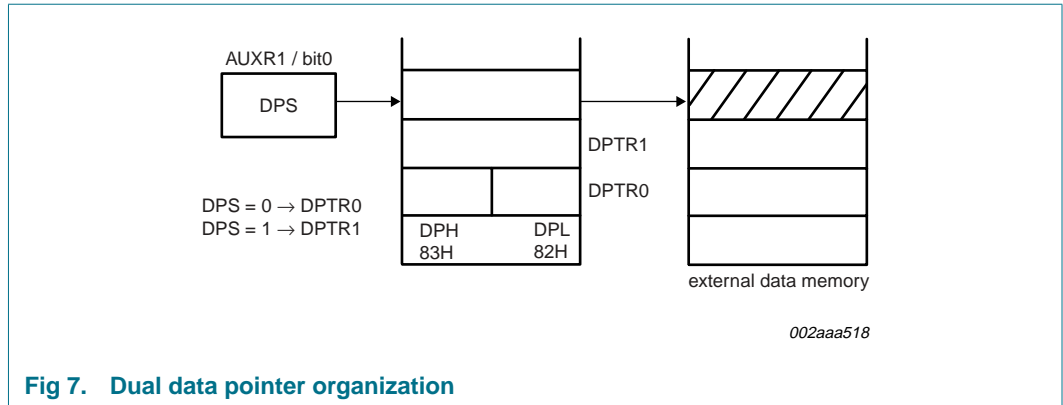 AUXR1 / bit0
DPS
DPTR1
DPTR0
DPS = 0 → DPTR0
DPS = 1 → DPTR1
DPH DPL
83H 82H
external data memory
002aaa518
Fig 7. Dual data pointer organization